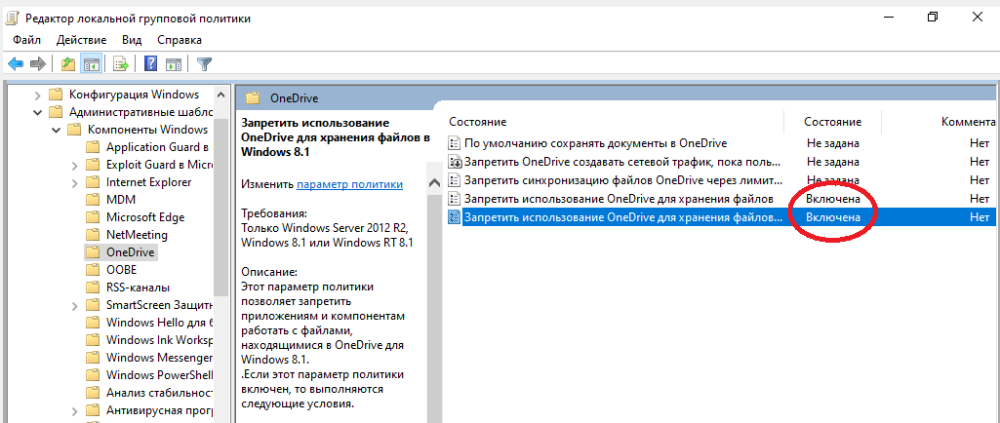 Редактор локальной групповой политики
Файл Действие Вид Справка
Конфигурация Windows
Административные шабло
Компоненты Windows
Application Guard в
Exploit Guard в Micr
Internet Explorer
MDM
Microsoft Edge
NetMeeting
OneDrive
OOBE
RSS-каналы
SmartScreen Защитн
Windows Hello для б
Windows Ink Worksp
Windows Messenger
Windows PowerShell
Анализ стабильнос
Антивирусная прог
OneDrive
Запретить использование
OneDrive для хранения файлов в
Windows 8.1
Изменить параметр политики
Требования:
Только Windows Server 2012 R2,
Windows 8.1 или Windows RT 8.1
Описание:
Этот параметр политики
позволяет запретить
приложениям и компонентам
работать с файлами,
находящимися в OneDrive для
Windows 8.1.
.Если этот параметр политики
включен, то выполняются
следующие условия.
Состояние Состояние Коммента
По умолчанию сохранять документы в OneDrive Не задана Нет
Запретить OneDrive создавать сетевой трафик, пока поль... Не задана Нет
Запретить синхронизацию файлов OneDrive через лимит... Не задана Нет
Запретить использование OneDrive для хранения файлов Включена Нет
Запретить использование OneDrive для хранения файлов... Включена Нет